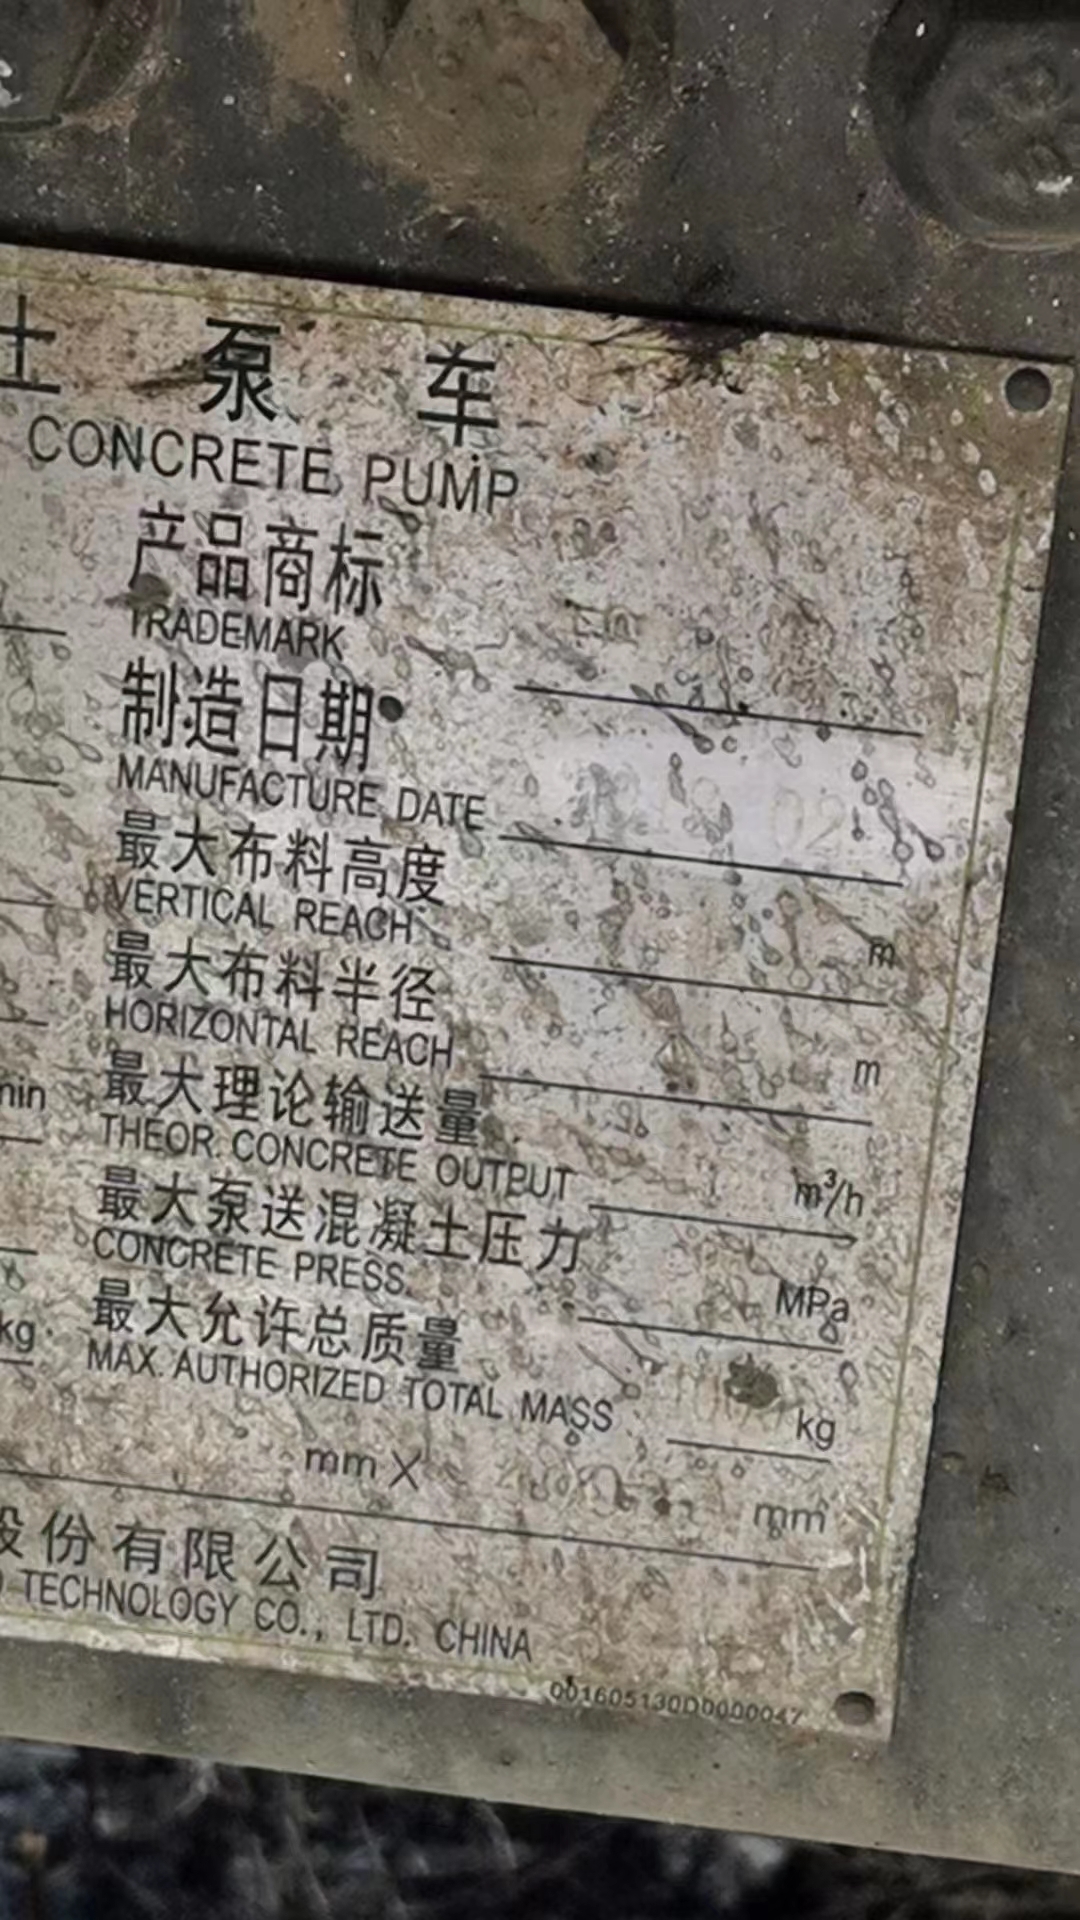 土泵车
CONCRETE PUMP
产品商标
TRADEMARK
制造日期
MANUFACTURE DATE
最大布料高度
VERTICAL REACH m
最大布料半径
HORIZONTAL REACH m
min 最大理论输送量
THEOR. CONCRETE OUTPUT m³/h
最大泵送混凝土压力
CONCRETE PRESS. MPa
kg 最大允许总质量
MAX. AUTHORIZED TOTAL MASS kg
mm X mm
股份有限公司
TECHNOLOGY CO., LTD. CHINA
001605130D0000047